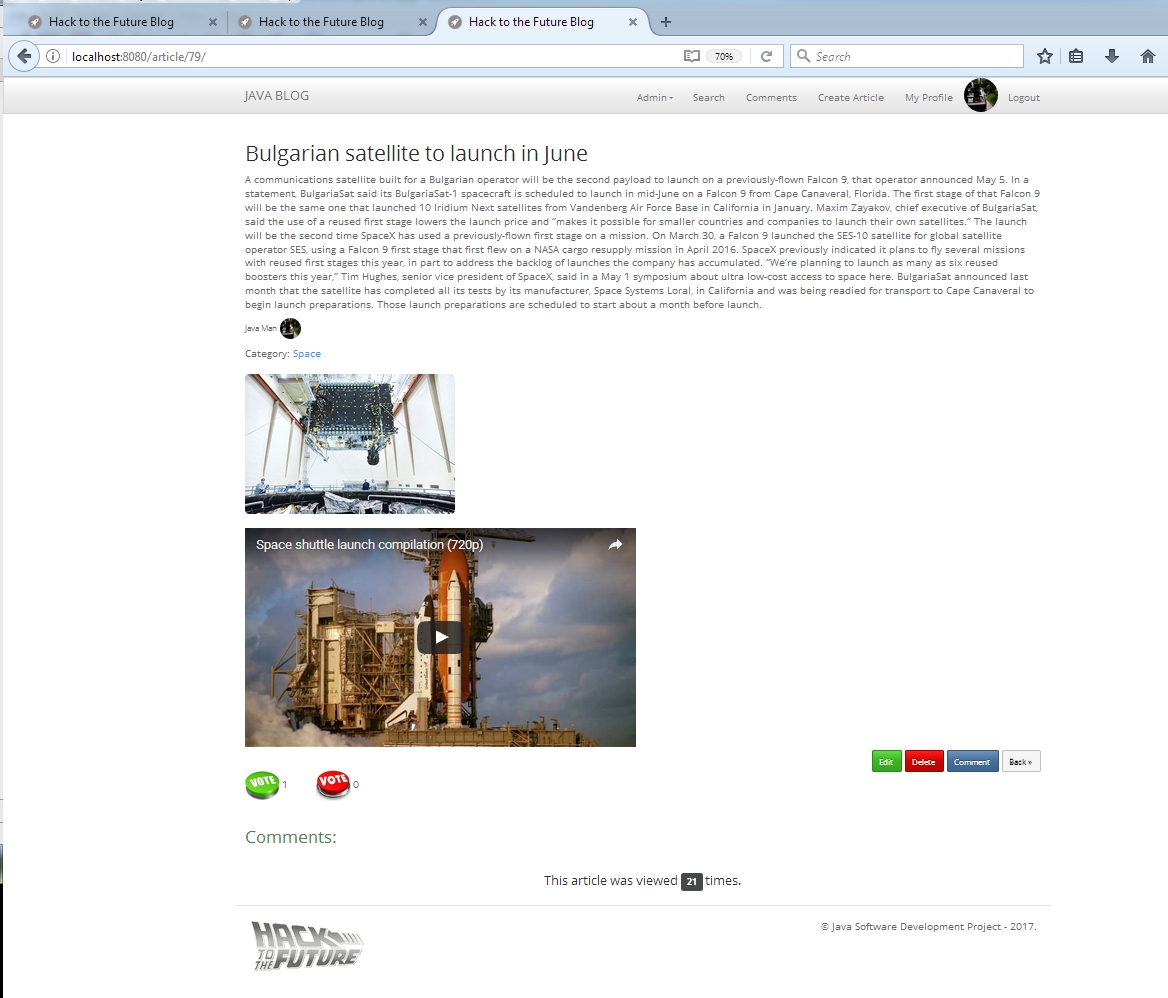 Hack to the Future Blog
Hack to the Future Blog
Hack to the Future Blog
localhost:8080/article/79/
70%
Search
JAVA BLOG
Admin
Search
Comments
Create Article
My Profile
Logout
Bulgarian satellite to launch in June
A communications satellite built for a Bulgarian operator will be the second payload to launch on a previously-flown Falcon 9, that operator announced May 5. In a
statement, BulgariaSat said its BulgariaSat-1 spacecraft is scheduled to launch in mid-June on a Falcon 9 from Cape Canaveral, Florida. The first stage of that Falcon 9
will be the same one that launched 10 Iridium Next satellites from Vandenberg Air Force Base in California in January. Maxim Zayakov, chief executive of BulgariaSat,
said the use of a reused first stage lowers the launch price and “makes it possible for smaller countries and companies to launch their own satellites.” The launch
will be the second time SpaceX has used a previously-flown first stage on a mission. On March 30, a Falcon 9 launched the SES-10 satellite for global satellite
operator SES, using a Falcon 9 first stage that first flew on a NASA cargo resupply mission in April 2016. SpaceX previously indicated it plans to fly several missions
with reused first stages this year, in part to address the backlog of launches the company has accumulated. “We’re planning to launch as many as six reused
boosters this year,” Tim Hughes, senior vice president of SpaceX, said in a May 1 symposium about ultra low-cost access to space here. BulgariaSat announced last
month that the satellite has completed all its tests by its manufacturer, Space Systems Loral, in California and was being readied for transport to Cape Canaveral to
begin launch preparations. Those launch preparations are scheduled to start about a month before launch.
Java Man
Category: Space
Space shuttle launch compilation (720p)
Edit
Delete
Comment
Back »
VOTE 1
VOTE 0
Comments:
This article was viewed 21 times.
HACK
TO
THE FUTURE
© Java Software Development Project - 2017.